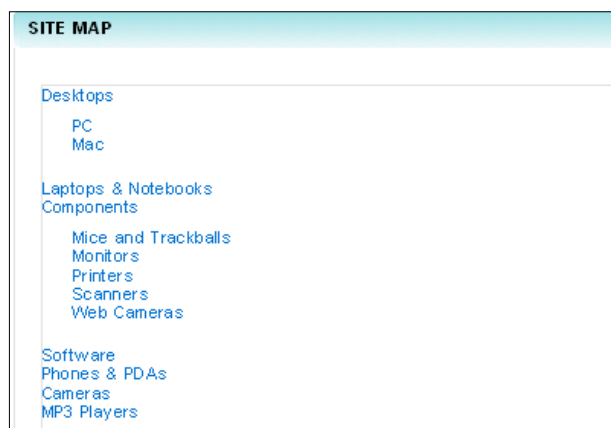 SITE MAP
Desktops
PC
Mac
Laptops & Notebooks
Components
Mice and Trackballs
Monitors
Printers
Scanners
Web Cameras
Software
Phones & PDAs
Cameras
MP3 Players